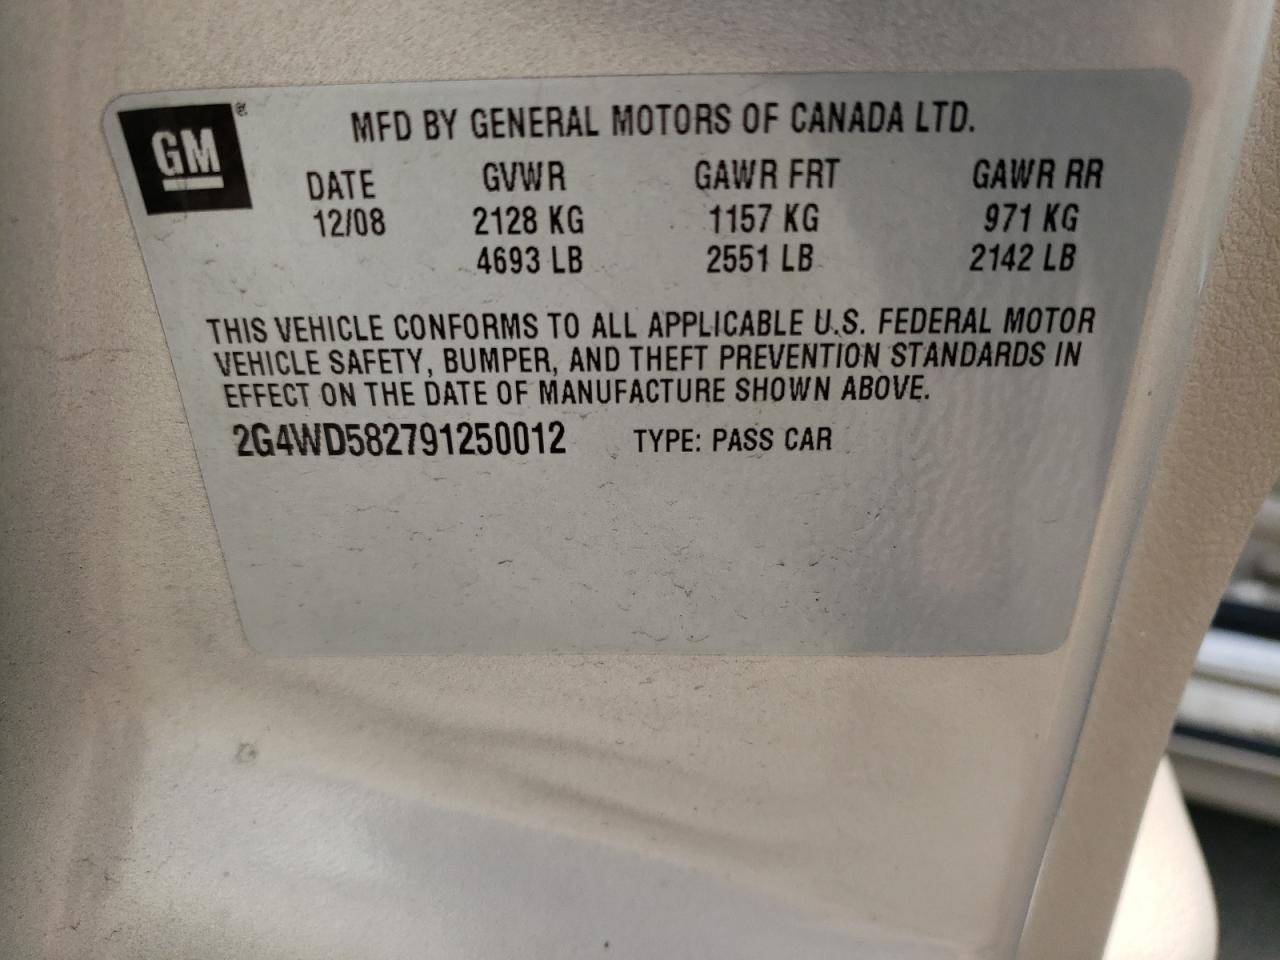 GM®
MFD BY GENERAL MOTORS OF CANADA LTD.
DATE GVWR GAWR FRT GAWR RR
12/08 2128 KG 1157 KG 971 KG
4693 LB 2551 LB 2142 LB
THIS VEHICLE CONFORMS TO ALL APPLICABLE U.S. FEDERAL MOTOR
VEHICLE SAFETY, BUMPER, AND THEFT PREVENTION STANDARDS IN
EFFECT ON THE DATE OF MANUFACTURE SHOWN ABOVE.
2G4WD582791250012 TYPE: PASS CAR